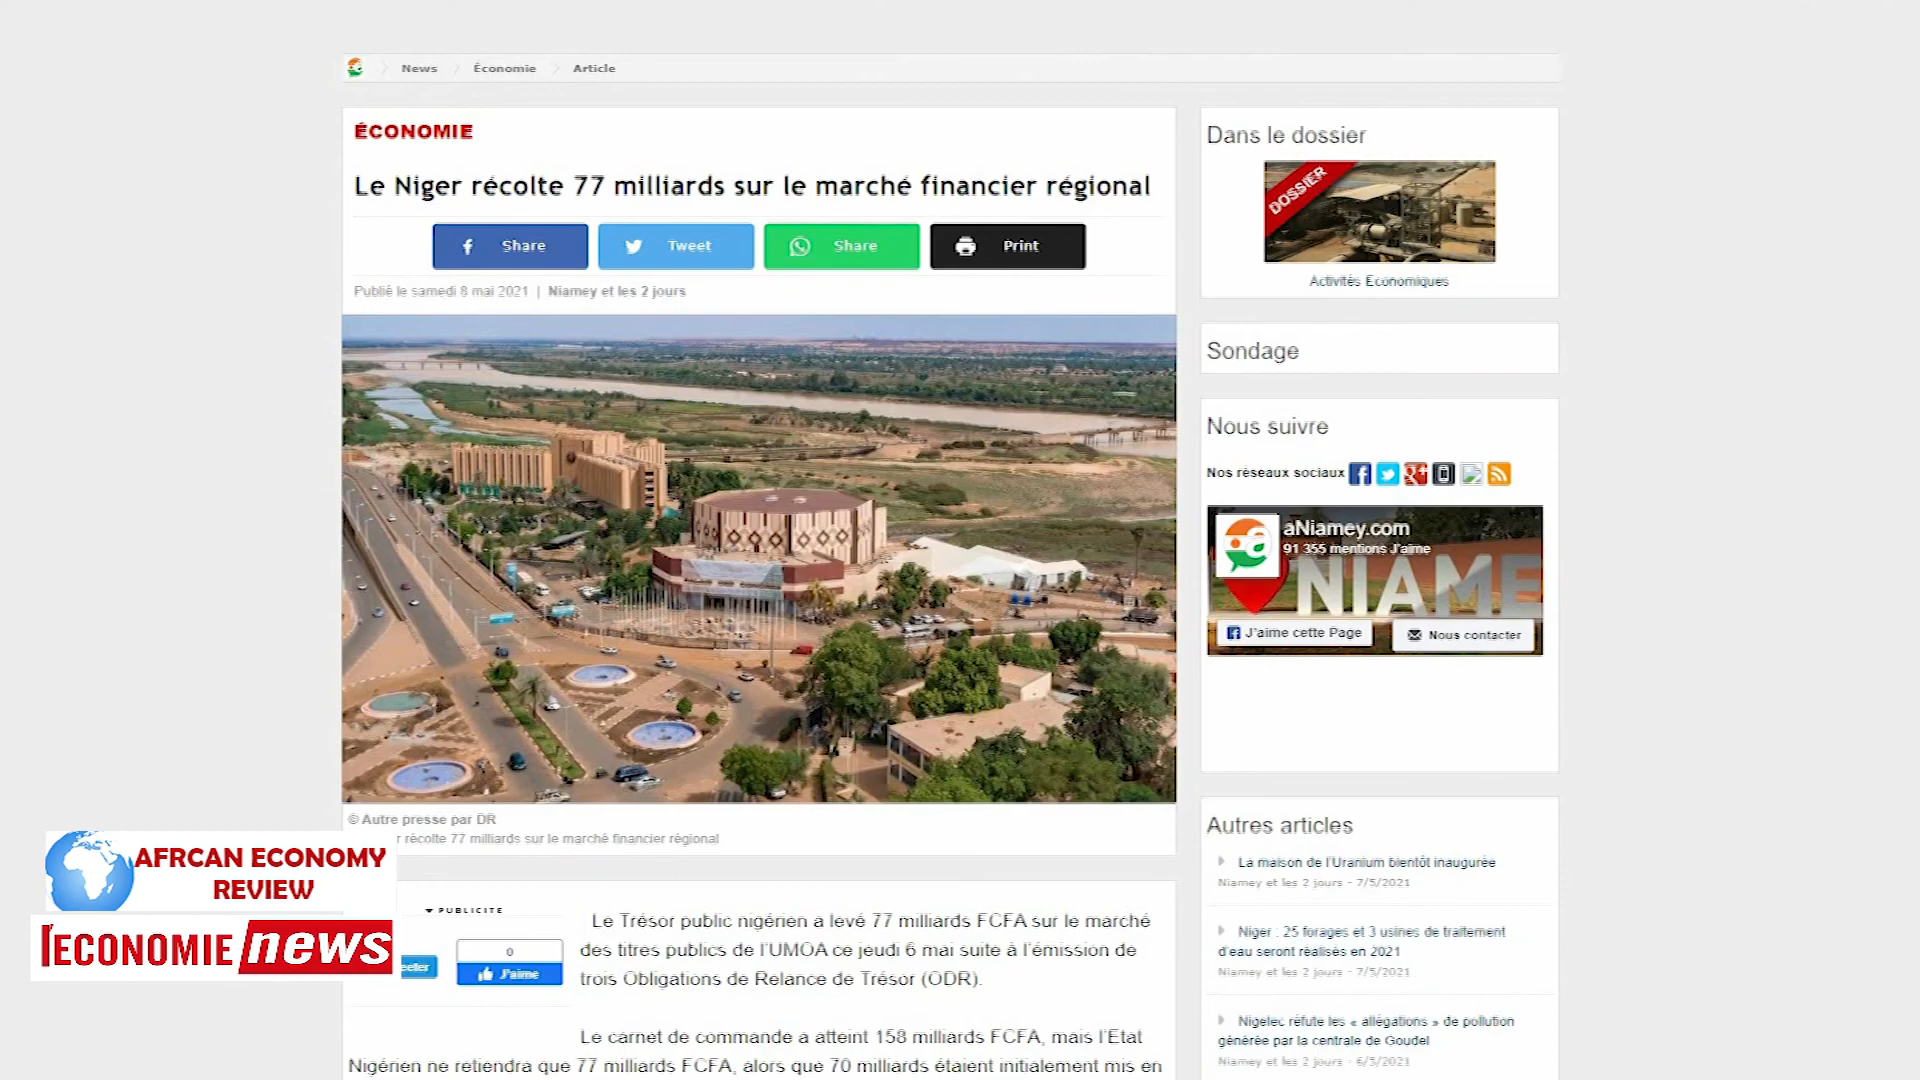 News
Économie
Article
ÉCONOMIE
Le Niger récolte 77 milliards sur le marché financier régional
Share
Tweet
Share
Print
Publié le samedi 8 mai 2021 | Niamey et les 2 jours
© Autre presse par DR
r récolte 77 milliards sur le marché financier régional
PUBLICITE
0
J'aime
Le Trésor public nigérien a levé 77 milliards FCFA sur le marché
des titres publics de l'UMOA ce jeudi 6 mai suite à l'émission de
trois Obligations de Relance de Trésor (ODR).
Le carnet de commande a atteint 158 milliards FCFA, mais l'Etat
Nigérien ne retiendra que 77 milliards FCFA, alors que 70 milliards étaient initialement mis en
Dans le dossier
DOSSIER
Activités Economiques
Sondage
Nous suivre
Nos réseaux sociaux
aNiamey.com
91 355 mentions J'aime
NIAME
J'aime cette Page
Nous contacter
Autres articles
La maison de l'Uranium bientôt inaugurée
Niamey et les 2 jours - 7/5/2021
Niger : 25 forages et 3 usines de traitement
d'eau seront réalisés en 2021
Niamey et les 2 jours - 7/5/2021
Nigelec réfute les « allégations » de pollution
générée par la centrale de Goudel
Niamey et les 2 jours - 6/5/2021
AFRCAN ECONOMY
REVIEW
l'ECONOMIE news